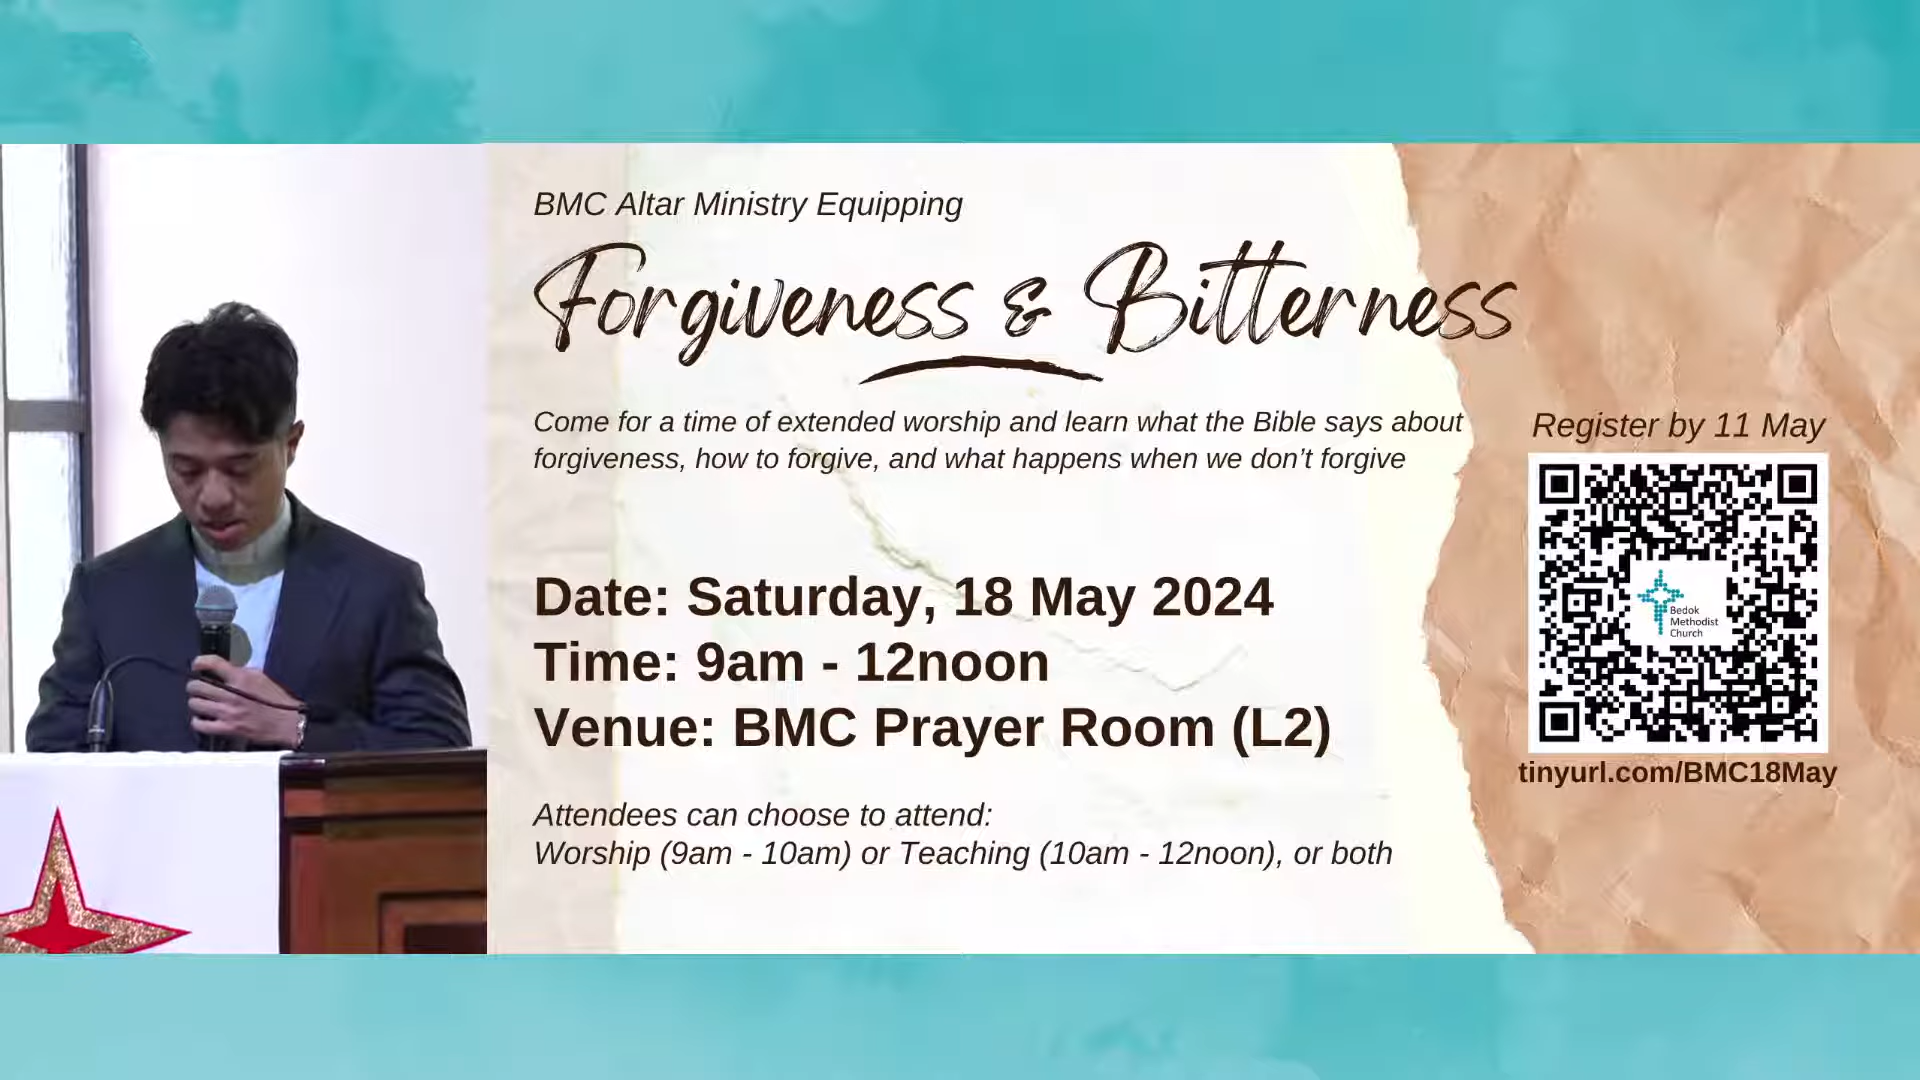 BMC Altar Ministry Equipping
Forgiveness & Bitterness
Come for a time of extended worship and learn what the Bible says about
forgiveness, how to forgive, and what happens when we don’t forgive
Date: Saturday, 18 May 2024
Time: 9am - 12noon
Venue: BMC Prayer Room (L2)
Attendees can choose to attend:
Worship (9am - 10am) or Teaching (10am - 12noon), or both
Register by 11 May
Bedok
Methodist
Church
tinyurl.com/BMC18May